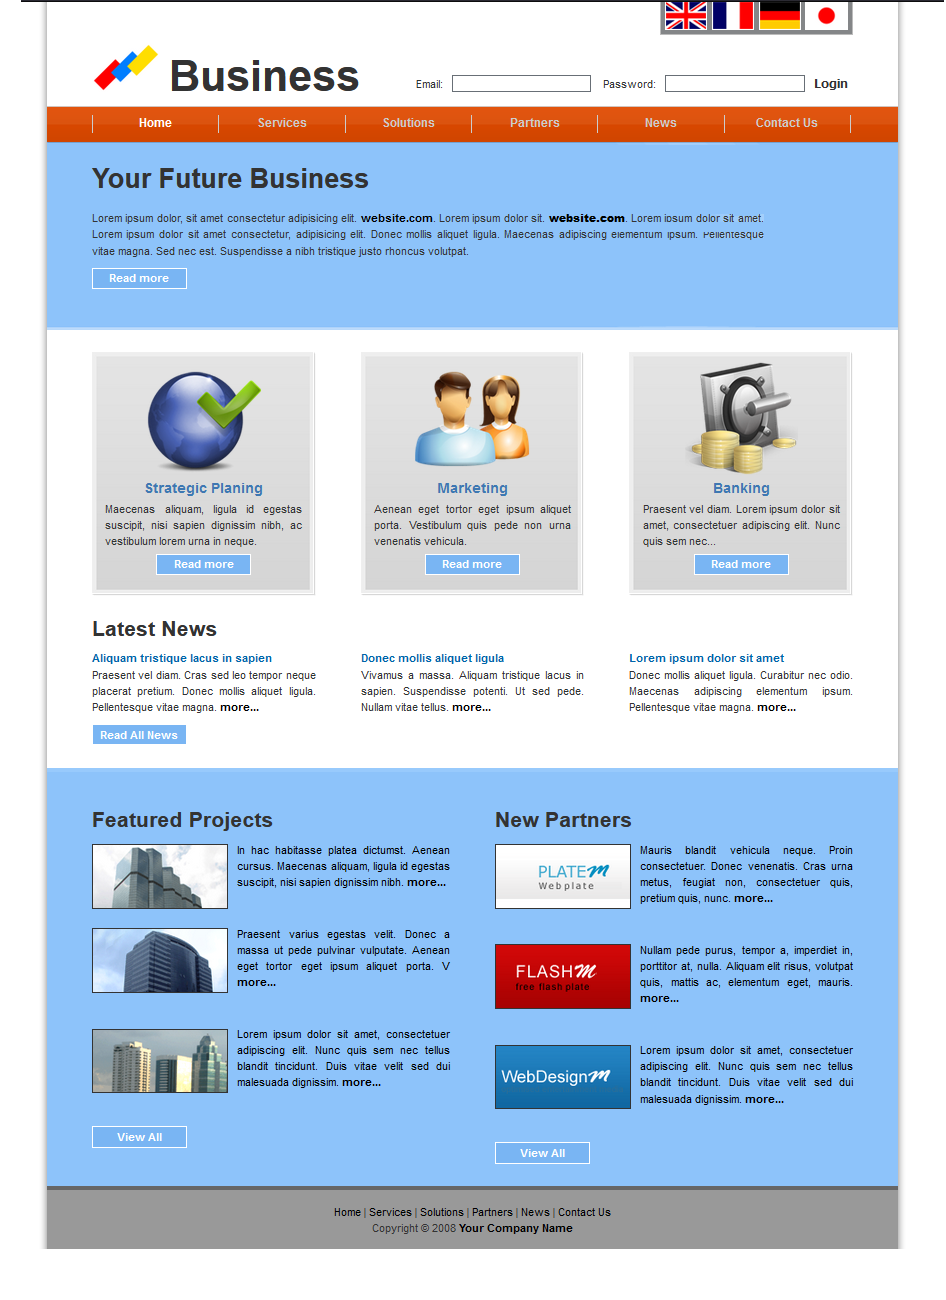 Business
Email:
Password:
Login
Home
Services
Solutions
Partners
News
Contact Us
Your Future Business
Lorem ipsum dolor, sit amet consectetur adipisicing elit. website.com. Lorem ipsum dolor sit. website.com. Lorem ipsum dolor sit amet.
Lorem ipsum dolor sit amet consectetur, adipisicing elit. Donec mollis aliquet ligula. Maecenas adipiscing elementum ipsum. Pellentesque
vitae magna. Sed nec est. Suspendisse a nibh tristique justo rhoncus volutpat.
Read more
Strategic Planing
Maecenas aliquam, ligula id egestas
suscipit, nisi sapien dignissim nibh, ac
vestibulum lorem urna in neque.
Read more
Marketing
Aenean eget tortor eget ipsum aliquet
porta. Vestibulum quis pede non urna
venenatis vehicula.
Read more
Banking
Praesent vel diam. Lorem ipsum dolor sit
amet, consectetuer adipiscing elit. Nunc
quis sem nec...
Read more
Latest News
Aliquam tristique lacus in sapien
Praesent vel diam. Cras sed leo tempor neque
placerat pretium. Donec mollis aliquet ligula.
Pellentesque vitae magna. more...
Donec mollis aliquet ligula
Vivamus a massa. Aliquam tristique lacus in
sapien. Suspendisse potenti. Ut sed pede.
Nullam vitae tellus. more...
Lorem ipsum dolor sit amet
Donec mollis aliquet ligula. Curabitur nec odio.
Maecenas adipiscing elementum ipsum.
Pellentesque vitae magna. more...
Read All News
Featured Projects
In hac habitasse platea dictumst. Aenean
cursus. Maecenas aliquam, ligula id egestas
suscipit, nisi sapien dignissim nibh. more...
Praesent varius egestas velit. Donec a
massa ut pede pulvinar vulputate. Aenean
eget tortor eget ipsum aliquet porta. V
more...
Lorem ipsum dolor sit amet, consectetuer
adipiscing elit. Nunc quis sem nec tellus
blandit tincidunt. Duis vitae velit sed dui
malesuada dignissim. more...
View All
New Partners
PLATEm
Webplate
Mauris blandit vehicula neque. Proin
consectetuer. Donec venenatis. Cras urna
metus, feugiat non, consectetuer quis,
pretium quis, nunc. more...
FLASHm
free flash plate
Nullam pede purus, tempor a, imperdiet in,
porttitor at, nulla. Aliquam elit risus, volutpat
quis, mattis ac, elementum eget, mauris.
more...
WebDesignm
Lorem ipsum dolor sit amet, consectetuer
adipiscing elit. Nunc quis sem nec tellus
blandit tincidunt. Duis vitae velit sed dui
malesuada dignissim. more...
View All
Home | Services | Solutions | Partners | News | Contact Us
Copyright © 2008 Your Company Name